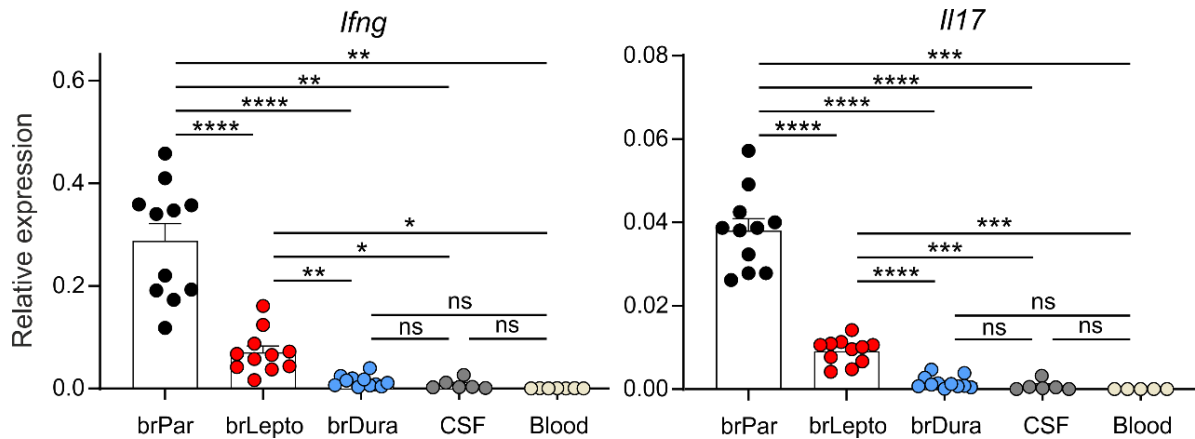 Ifng
Relative expression
0.6
0.4
0.2
0.0
**
**
****
****
*
*
**
ns
ns
ns
brPar
brLepto
brDura
CSF
Blood
Il17
0.08
0.06
0.04
0.02
0.00
***
****
****
****
***
***
****
ns
ns
ns
brPar
brLepto
brDura
CSF
Blood